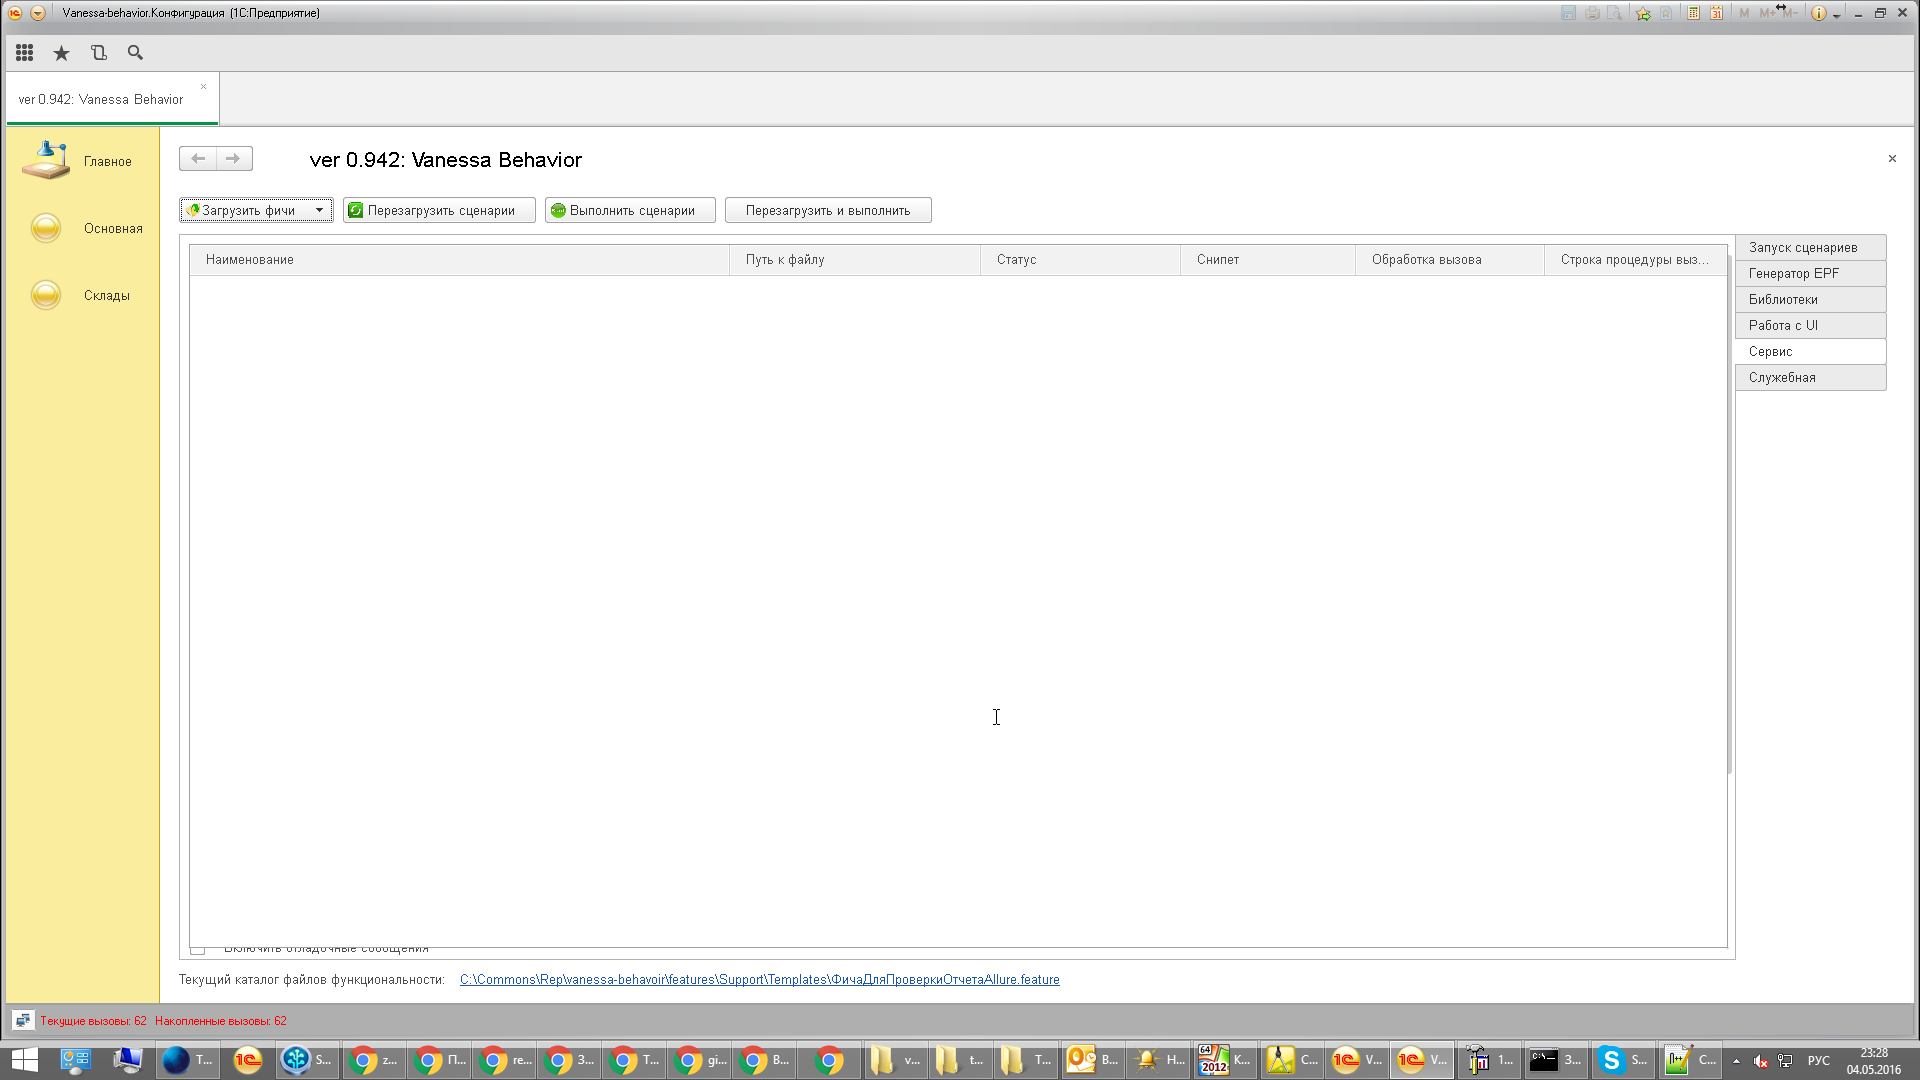 Vanessa-behavior.Конфигурация (1С:Предприятие)
31 M M+ M-
ver 0.942: Vanessa Behavior
Главное
Основная
Склады
ver 0.942: Vanessa Behavior
Загрузить фичи Перезагрузить сценарии Выполнить сценарии Перезагрузить и выполнить
Наименование Путь к файлу Статус Снипет Обработка вызова Строка процедуры выз...
Запуск сценариев
Генератор EPF
Библиотеки
Работа с UI
Сервис
Служебная
Включить отладочные сообщения
Текущий каталог файлов функциональности: C:\Commons\Rep\vanessa-behavoir\features\Support\Templates\ФичаДляПроверкиОтчетаAllure.feature
Текущие вызовы: 62 Накопленные вызовы: 62
T... S... z... П... re... З... T... gi... B... v... t... T... B... Н... 64 2012 К... С... V... V... 1... C:\ З... S... С... РУС 23:28
04.05.2016